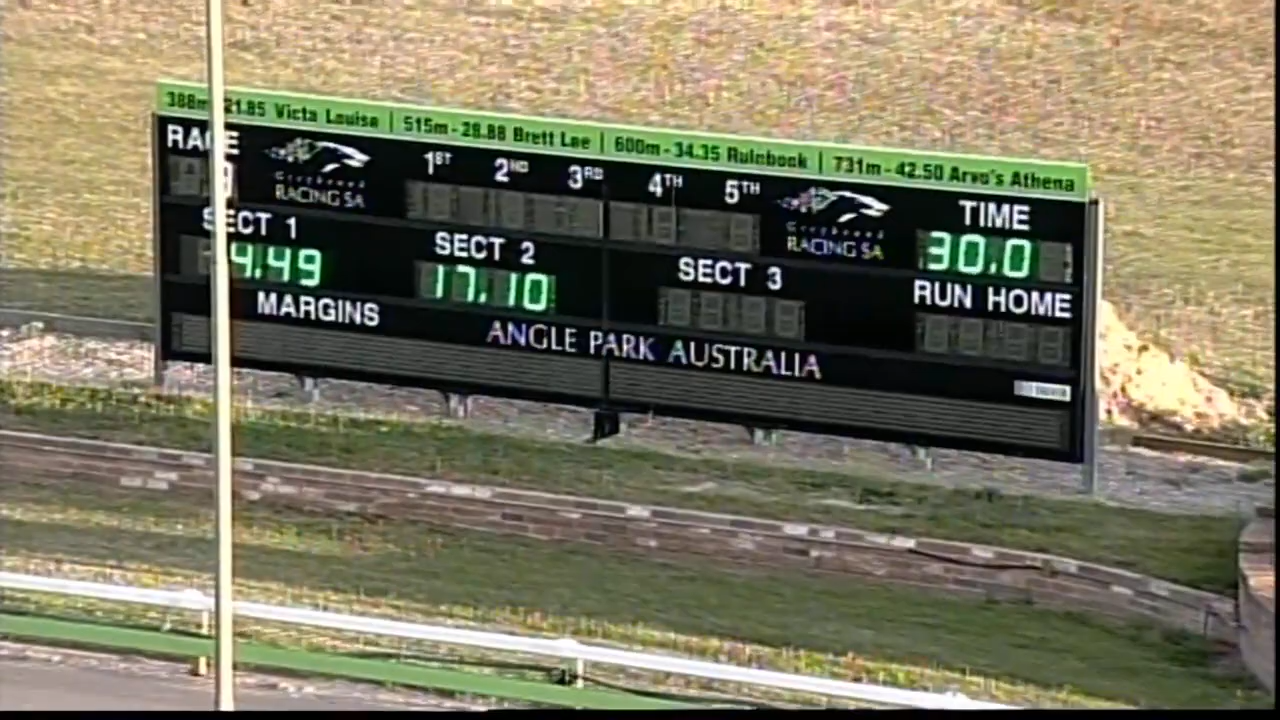 388m 21.85 Victa Louise | 515m - 28.88 Brett Lee | 600m - 34.35 Rulebook | 731m - 42.50 Arvo's Athena
RACE
Greyhound
RACING SA
1ST 2ND 3RD 4TH 5TH
Greyhound
RACING SA
TIME
30.0
SECT 1
4.49
SECT 2
17.10
SECT 3
RUN HOME
MARGINS
ANGLE PARK AUSTRALIA